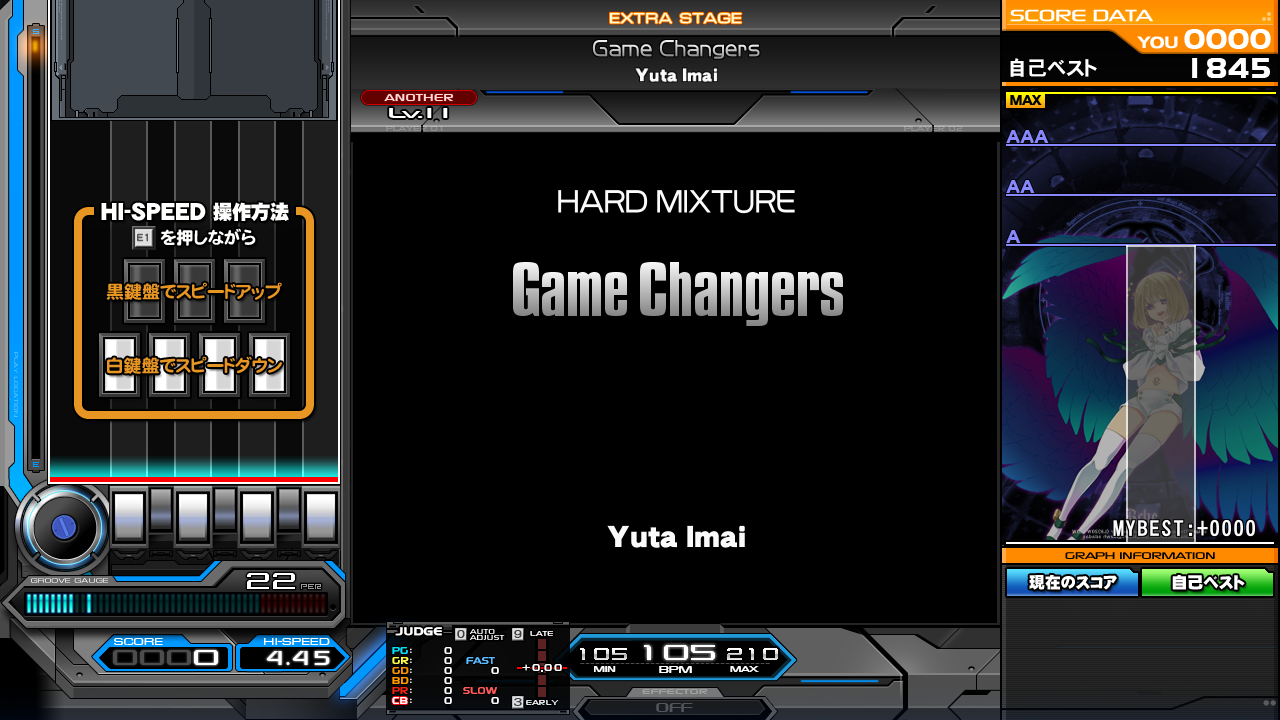 EXTRA STAGE
Game Changers
Yuta Imai
ANOTHER
Lv.11
PLAYER 01
PLAYER 02
SCORE DATA
YOU 0000
自己ベスト 1845
MAX
AAA
AA
A
MYBEST:+0000
GRAPH INFORMATION
現在のスコア
自己ベスト
HI-SPEED 操作方法
E1 を押しながら
黒鍵盤でスピードアップ
白鍵盤でスピードダウン
HARD MIXTURE
Game Changers
Yuta Imai
GROOVE GAUGE
22 PER
SCORE
0000
HI-SPEED
4.45
JUDGE
0 AUTO ADJUST 9 LATE
PG: 0
GR: 0
GD: 0
BD: 0
PR: 0
CB: 0
FAST
0
SLOW
0
+0.00
3 EARLY
105 105 210
MIN BPM MAX
EFFECTOR
OFF